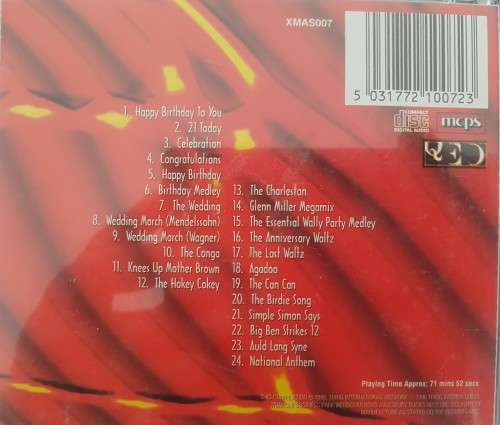 XMAS007
5 031772 100723
COMPACT
disc
DIGITAL AUDIO
mcps
RED
1. Happy Birthday To You
2. 21 Today
3. Celebration
4. Congratulations
5. Happy Birthday
6. Birthday Medley
7. The Wedding
8. Wedding March (Mendelssohn)
9. Wedding March (Wagner)
10. The Conga
11. Knees Up Mother Brown
12. The Hokey Cokey
13. The Charleston
14. Glenn Miller Megamix
15. The Essential Wally Party Medley
16. The Anniversary Waltz
17. The Last Waltz
18. Agadoo
19. The Can Can
20. The Birdie Song
21. Simple Simon Says
22. Big Ben Strikes 12
23. Auld Lang Syne
24. National Anthem
Playing Time Approx: 71 mins 52 secs